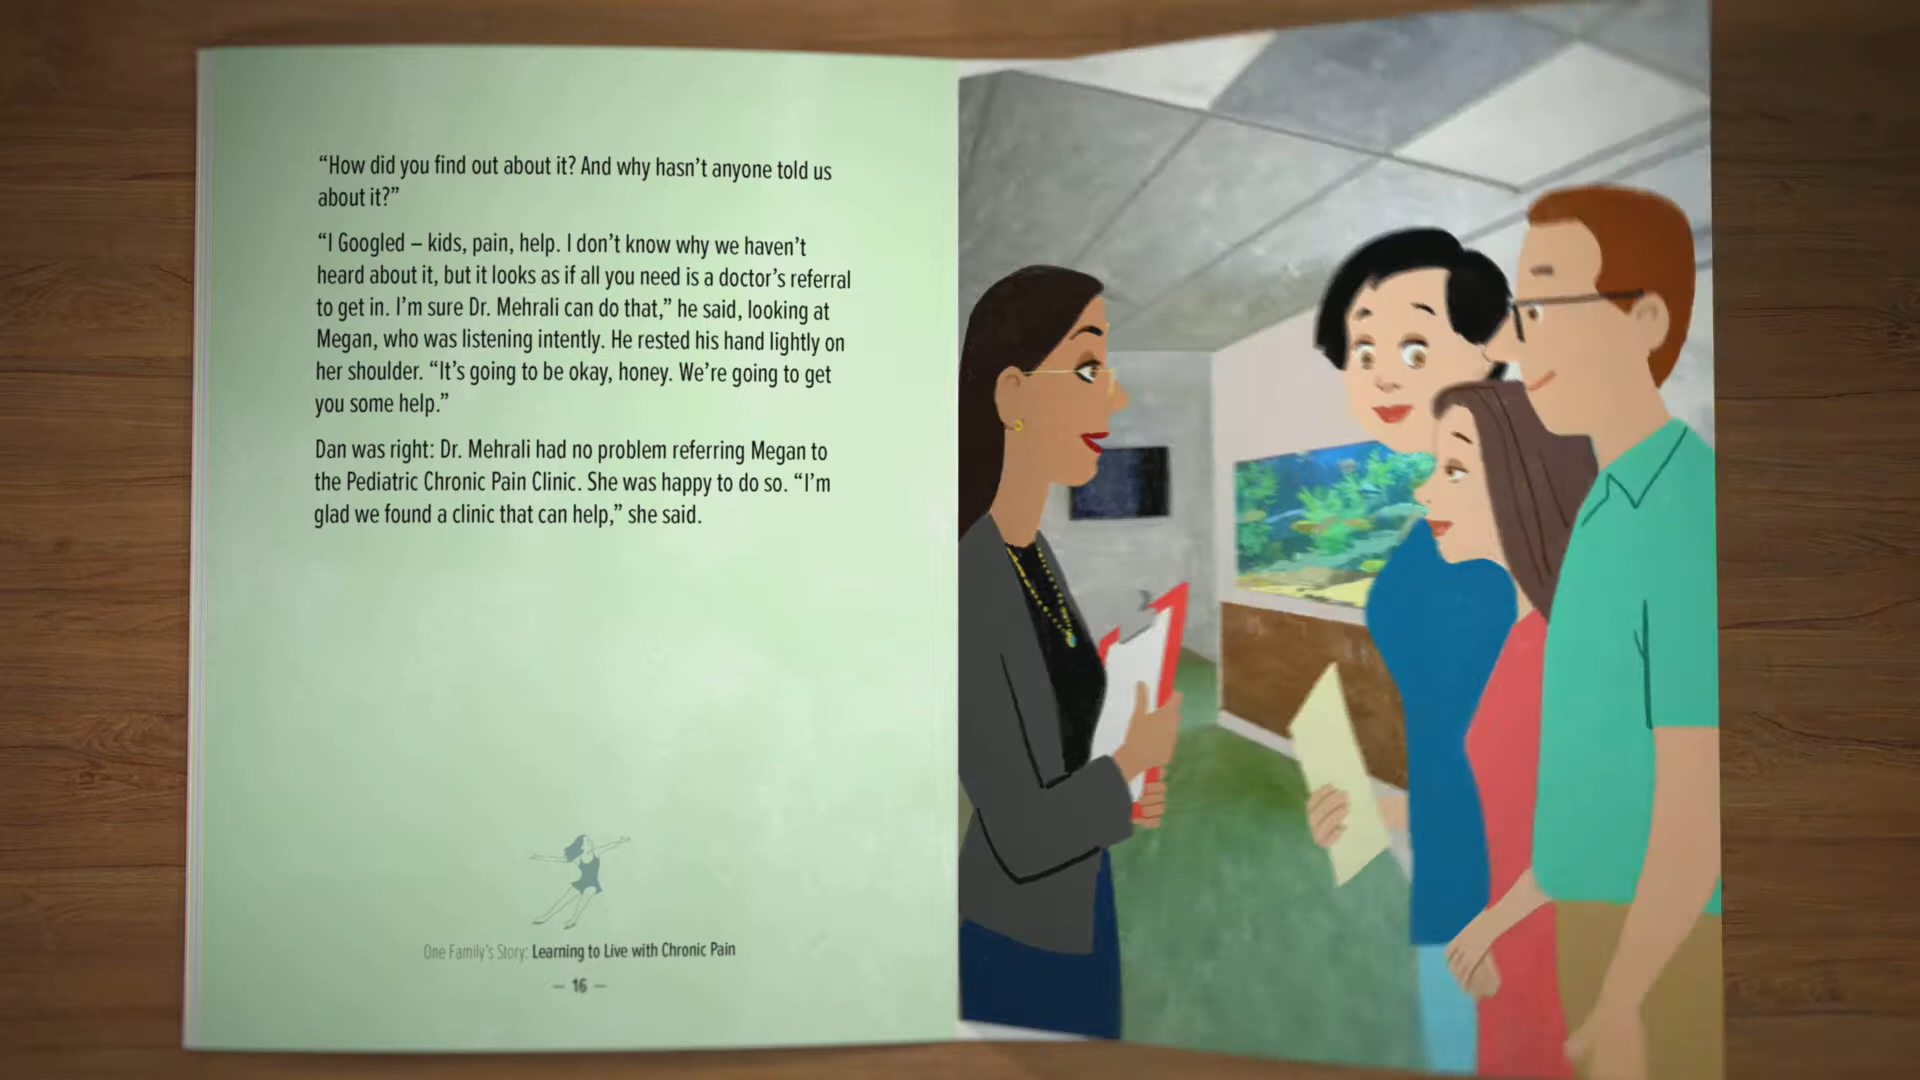 “How did you find out about it? And why hasn’t anyone told us
about it?”
“I Googled – kids, pain, help. I don’t know why we haven’t
heard about it, but it looks as if all you need is a doctor’s referral
to get in. I’m sure Dr. Mehrali can do that,” he said, looking at
Megan, who was listening intently. He rested his hand lightly on
her shoulder. “It’s going to be okay, honey. We’re going to get
you some help.”
Dan was right: Dr. Mehrali had no problem referring Megan to
the Pediatric Chronic Pain Clinic. She was happy to do so. “I’m
glad we found a clinic that can help,” she said.
One Family’s Story: Learning to Live with Chronic Pain
– 16 –